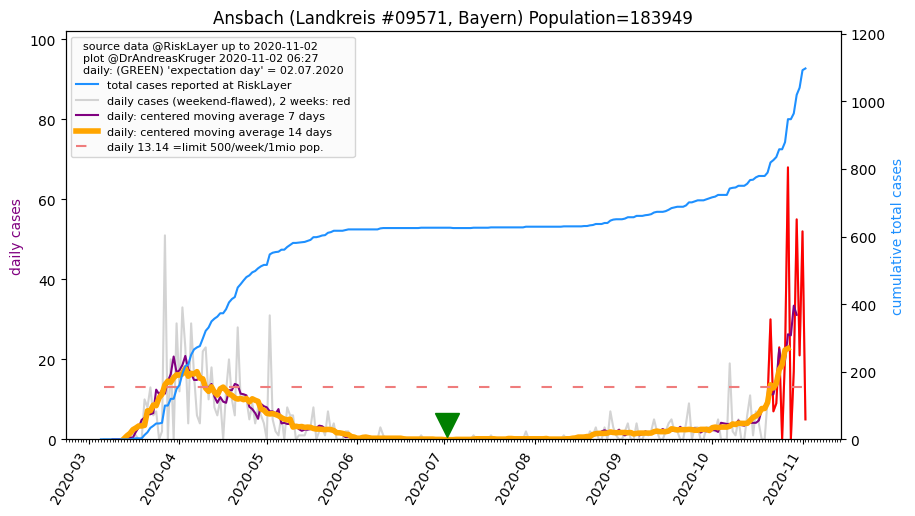 Ansbach (Landkreis #09571, Bayern) Population=183949
source data @RiskLayer up to 2020-11-02
plot @DrAndreasKruger 2020-11-02 06:27
daily: (GREEN) 'expectation day' = 02.07.2020
total cases reported at RiskLayer
daily cases (weekend-flawed), 2 weeks: red
daily: centered moving average 7 days
daily: centered moving average 14 days
daily 13.14 =limit 500/week/1mio pop.
daily cases
100
80
60
40
20
0
cumulative total cases
1200
1000
800
600
400
200
0
2020-03
2020-04
2020-05
2020-06
2020-07
2020-08
2020-09
2020-10
2020-11